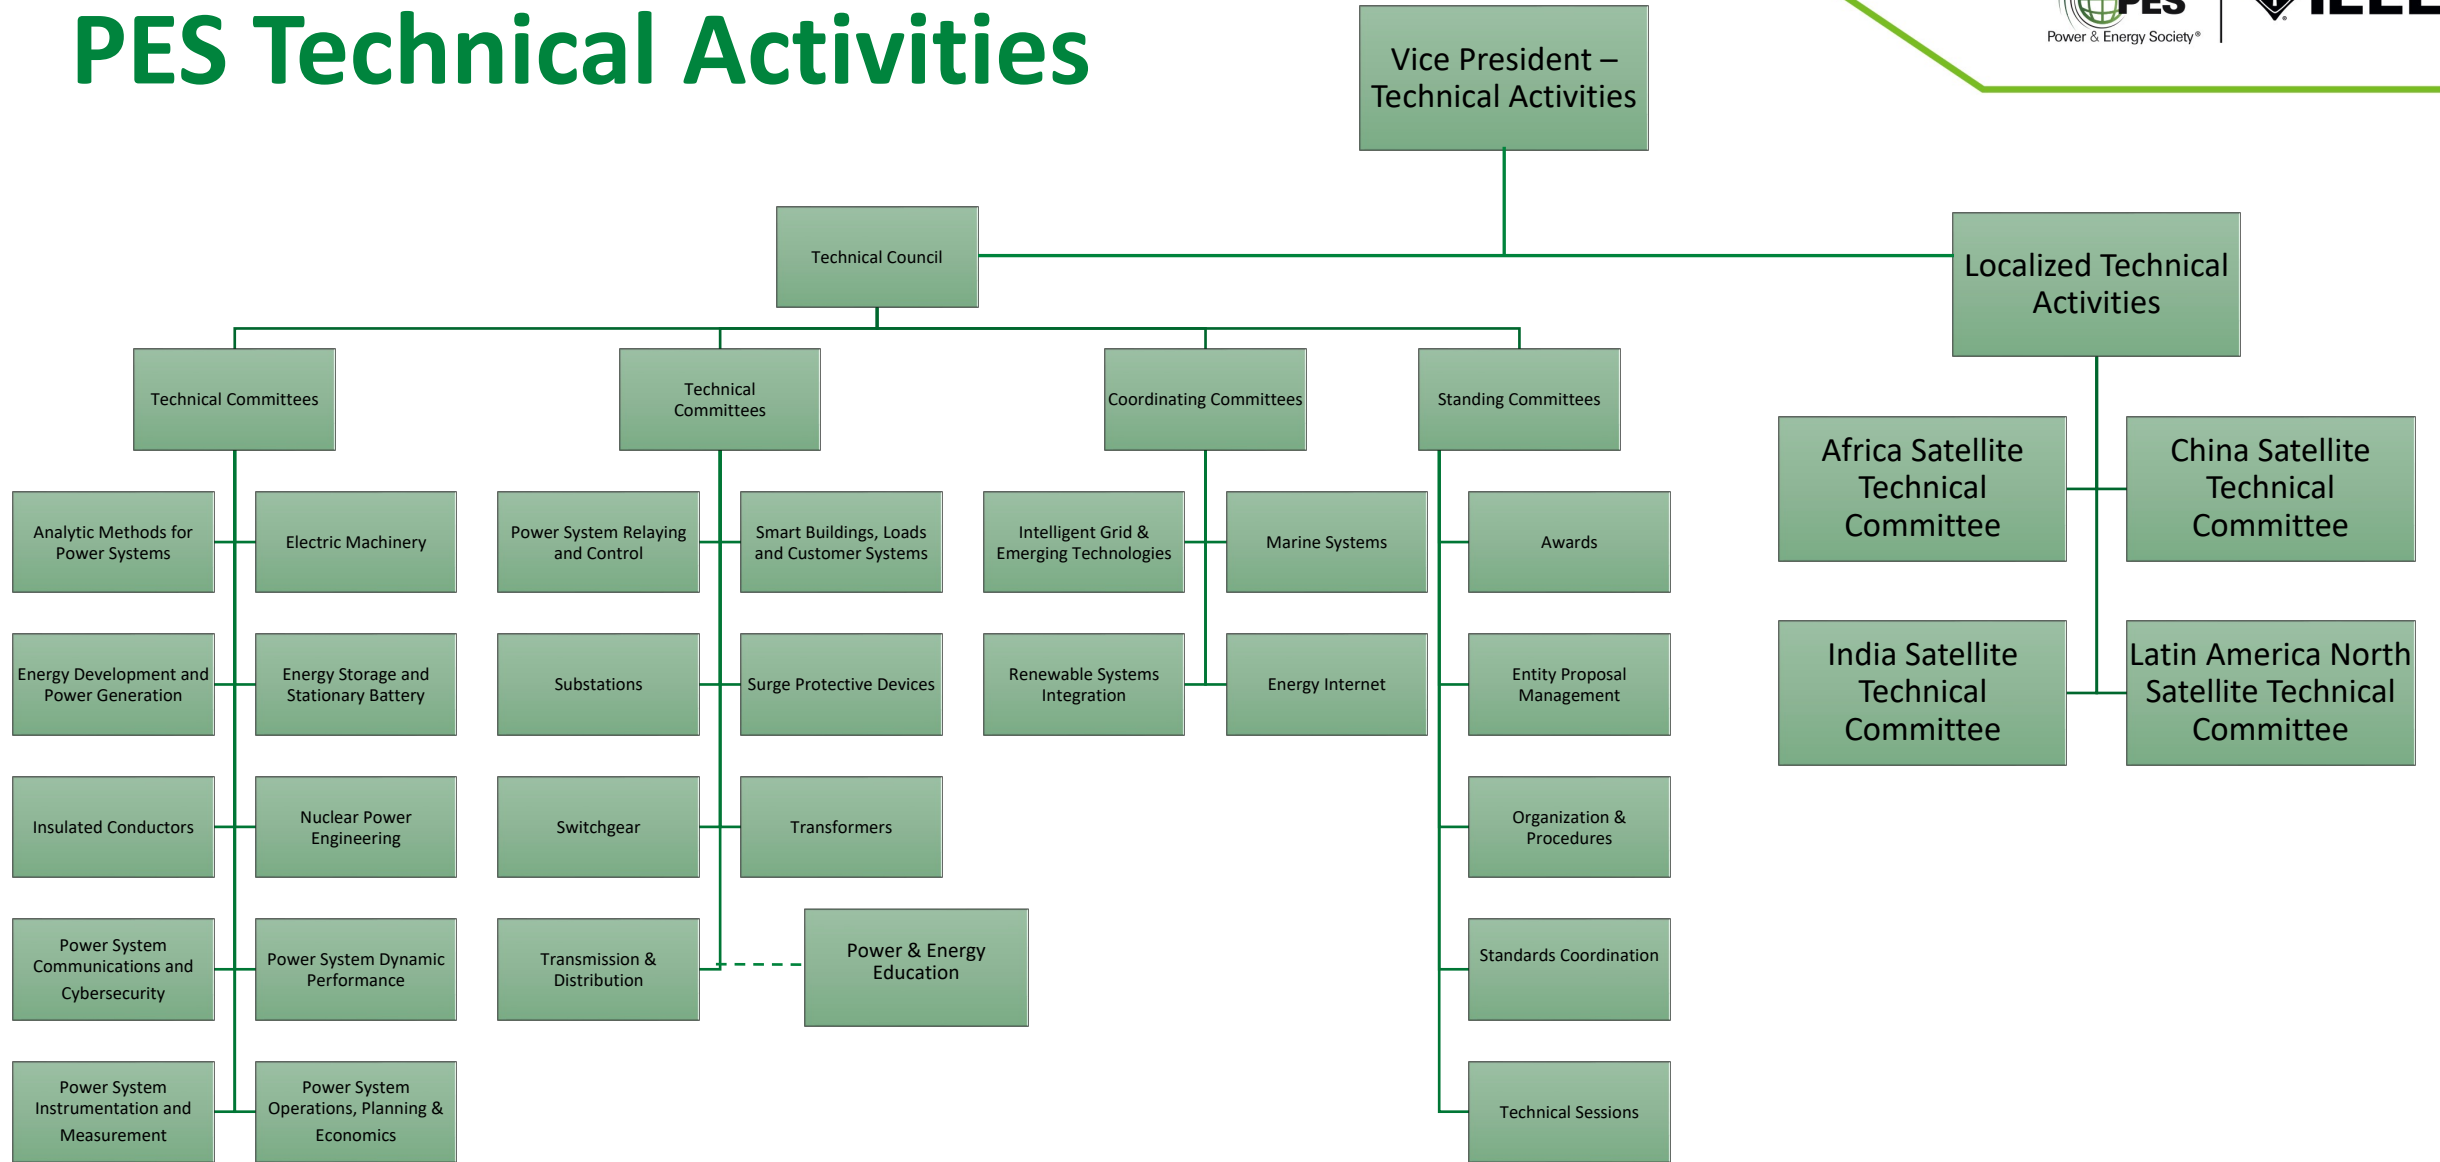 PES Technical Activities
PES
Power & Energy Society®
IEEE
Vice President –
Technical Activities
Technical Council
Localized Technical
Activities
Technical Committees
Technical
Committees
Coordinating Committees
Standing Committees
Analytic Methods for
Power Systems
Electric Machinery
Energy Development and
Power Generation
Energy Storage and
Stationary Battery
Insulated Conductors
Nuclear Power
Engineering
Power System
Communications and
Cybersecurity
Power System Dynamic
Performance
Power System
Instrumentation and
Measurement
Power System
Operations, Planning &
Economics
Power System Relaying
and Control
Smart Buildings, Loads
and Customer Systems
Substations
Surge Protective Devices
Switchgear
Transformers
Transmission &
Distribution
Power & Energy
Education
Intelligent Grid &
Emerging Technologies
Marine Systems
Renewable Systems
Integration
Energy Internet
Awards
Entity Proposal
Management
Organization &
Procedures
Standards Coordination
Technical Sessions
Africa Satellite
Technical
Committee
China Satellite
Technical
Committee
India Satellite
Technical
Committee
Latin America North
Satellite Technical
Committee